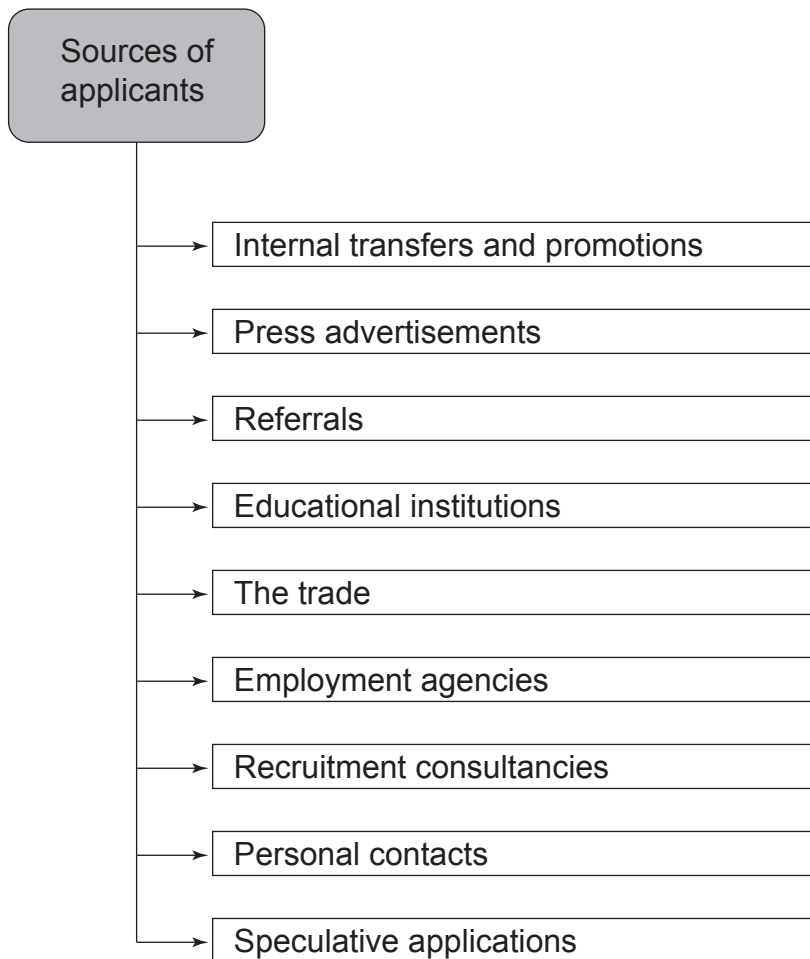 Sources of
applicants
Internal transfers and promotions
Press advertisements
Referrals
Educational institutions
The trade
Employment agencies
Recruitment consultancies
Personal contacts
Speculative applications